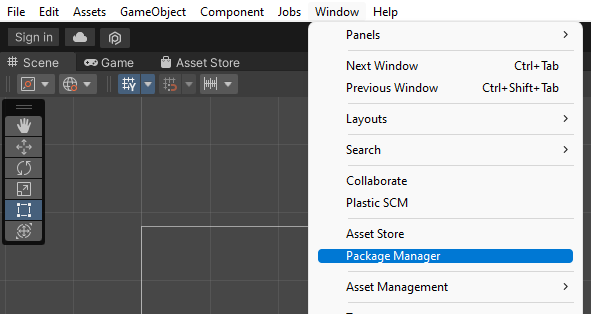 File Edit Assets GameObject Component Jobs Window Help
Sign in
Scene Game Asset Store
Panels
Next Window Ctrl+Tab
Previous Window Ctrl+Shift+Tab
Layouts
Search
Collaborate
Plastic SCM
Asset Store
Package Manager
Asset Management